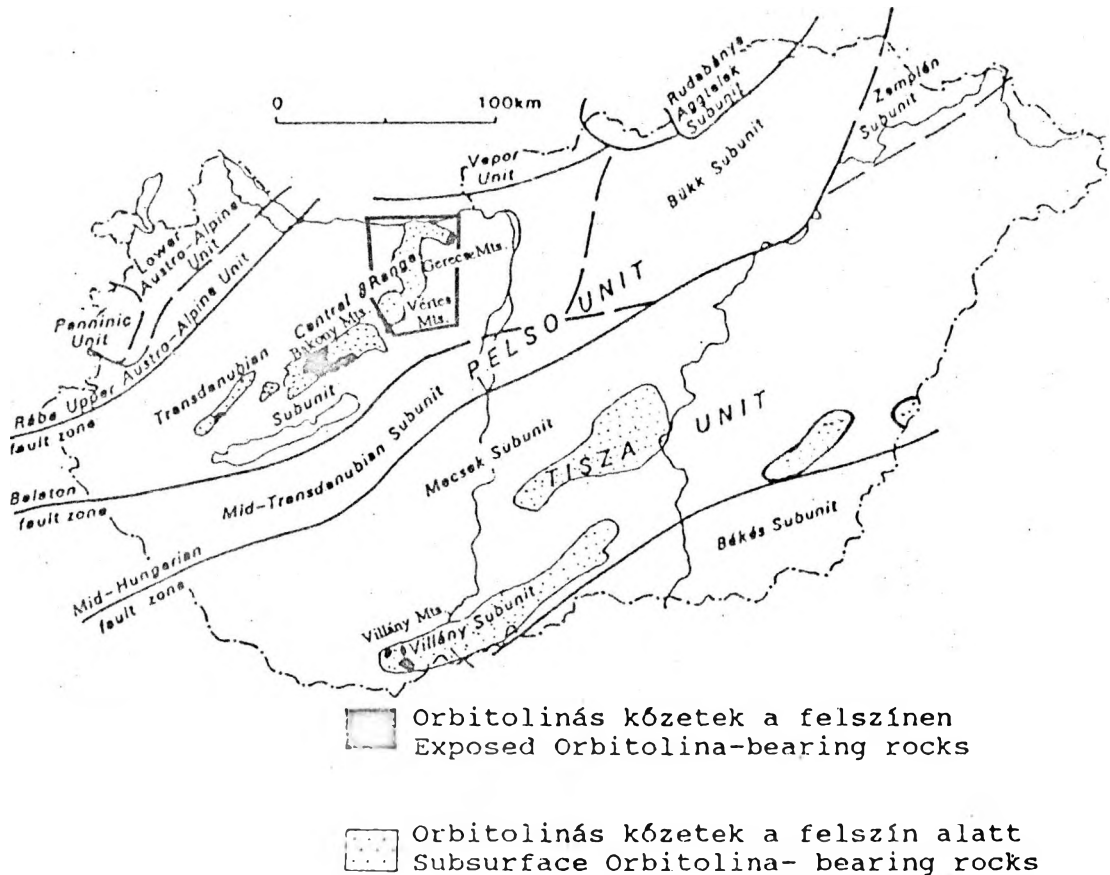 0 100km
Rudabánya
Aggtelek
Subunit
Zemplén
Subunit
Vepor
Unit
Bükk Subunit
Lower
Austro-Alpine
Unit
Penninic
Unit
Rába Upper Austro-Alpine Unit
fault zone
Gerecse Mts.
Vértes
Mts.
Transdanubian Central Range
Bakony Mts.
Subunit
PELSO UNIT
Balaton
fault zone
Mid-Transdanubian Subunit
Mid-Hungarian
fault zone
Mecsek Subunit
TISZA UNIT
Békés Subunit
Villány Mts.
Villány Subunit
Orbitolinás kőzetek a felszínen
Exposed Orbitolina-bearing rocks
Orbitolinás kőzetek a felszín alatt
Subsurface Orbitolina- bearing rocks